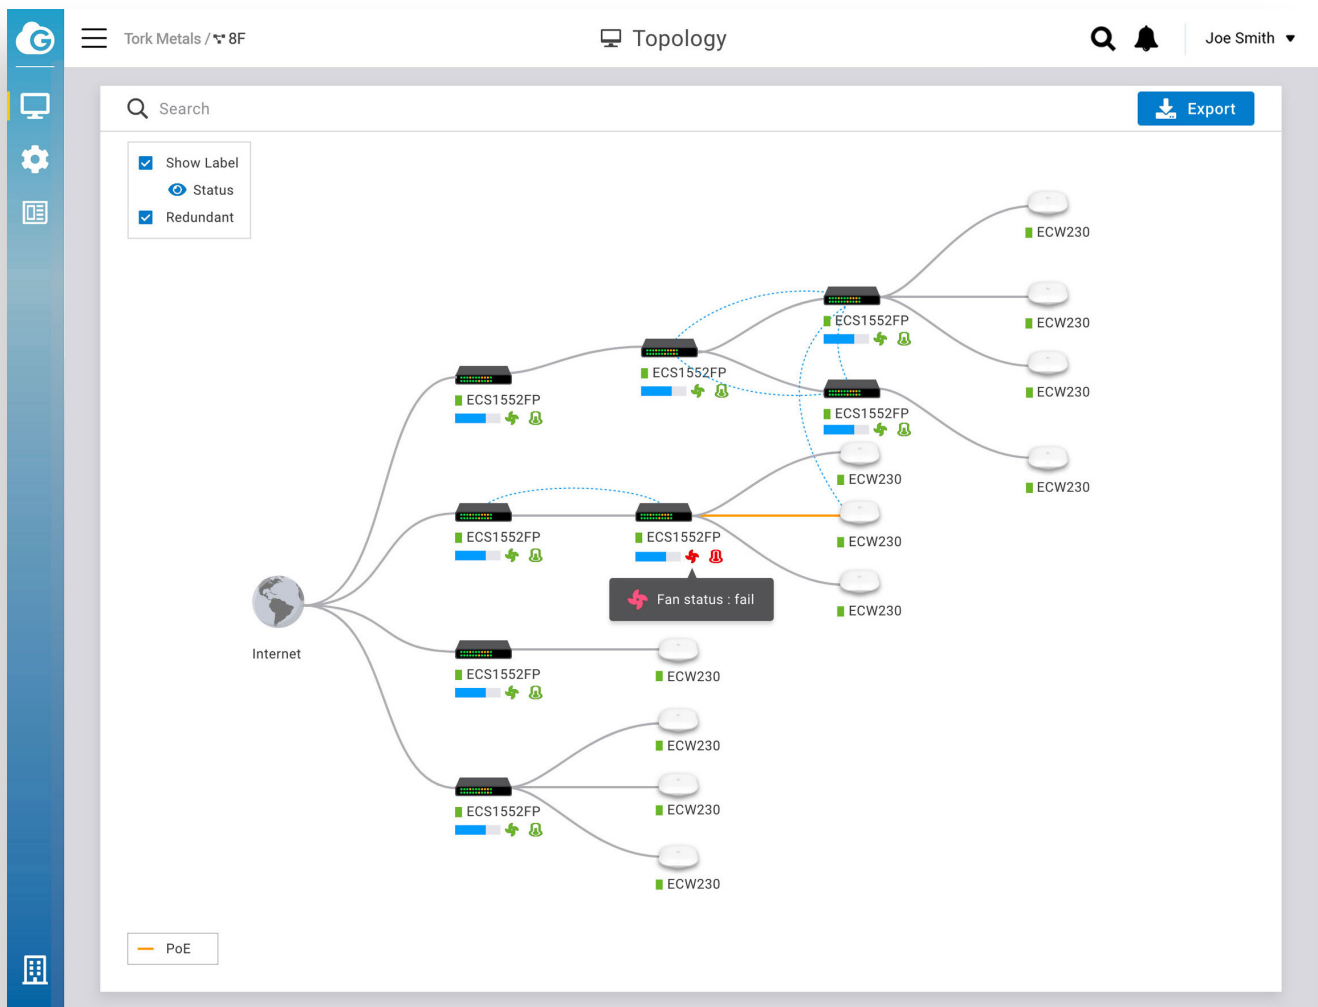 Tork Metals / 8F
Topology
Joe Smith
Search
Export
Show Label
Status
Redundant
ECW230
ECS1552FP
ECW230
ECS1552FP
ECW230
ECS1552FP
ECS1552FP
ECW230
ECW230
ECS1552FP
ECS1552FP
ECW230
Fan status : fail
ECW230
Internet
ECS1552FP
ECW230
ECW230
ECS1552FP
ECW230
ECW230
PoE